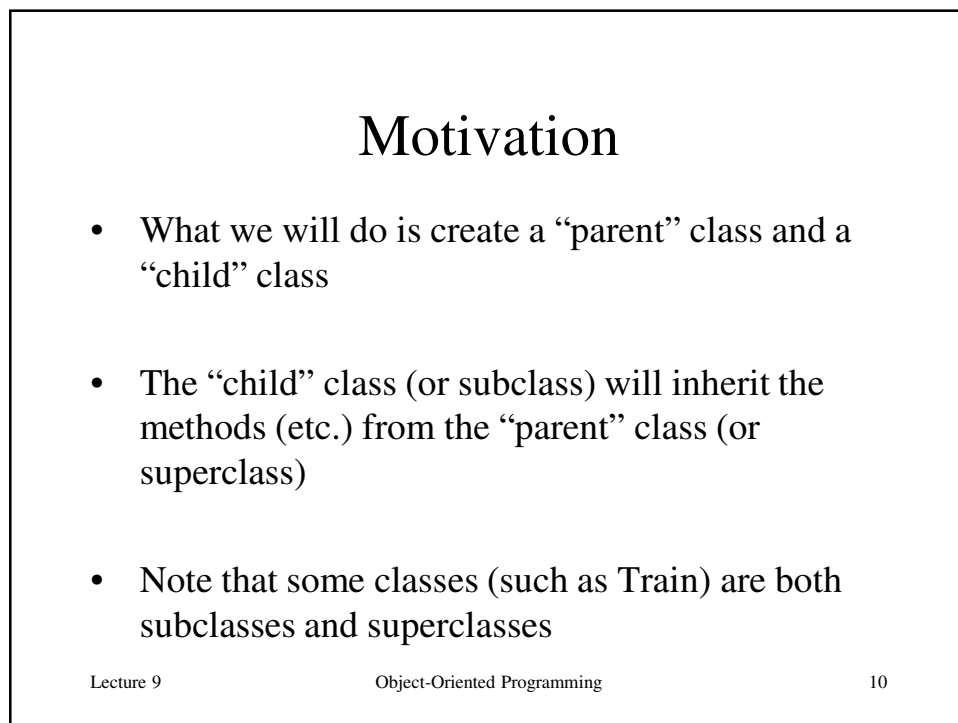 Motivation
• What we will do is create a “parent” class and a
“child” class
• The “child” class (or subclass) will inherit the
methods (etc.) from the “parent” class (or
superclass)
• Note that some classes (such as Train) are both
subclasses and superclasses
Lecture 9 Object-Oriented Programming 10